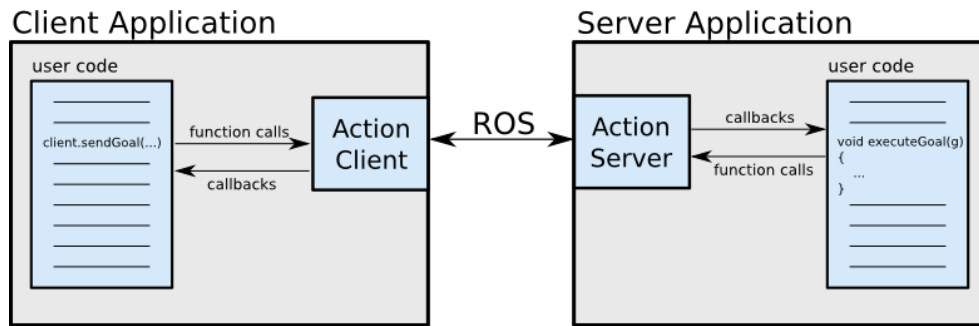 Client Application
user code
client.sendGoal(...)
function calls
callbacks
Action
Client
ROS
Server Application
Action
Server
callbacks
function calls
user code
void executeGoal(g)
{
...
}